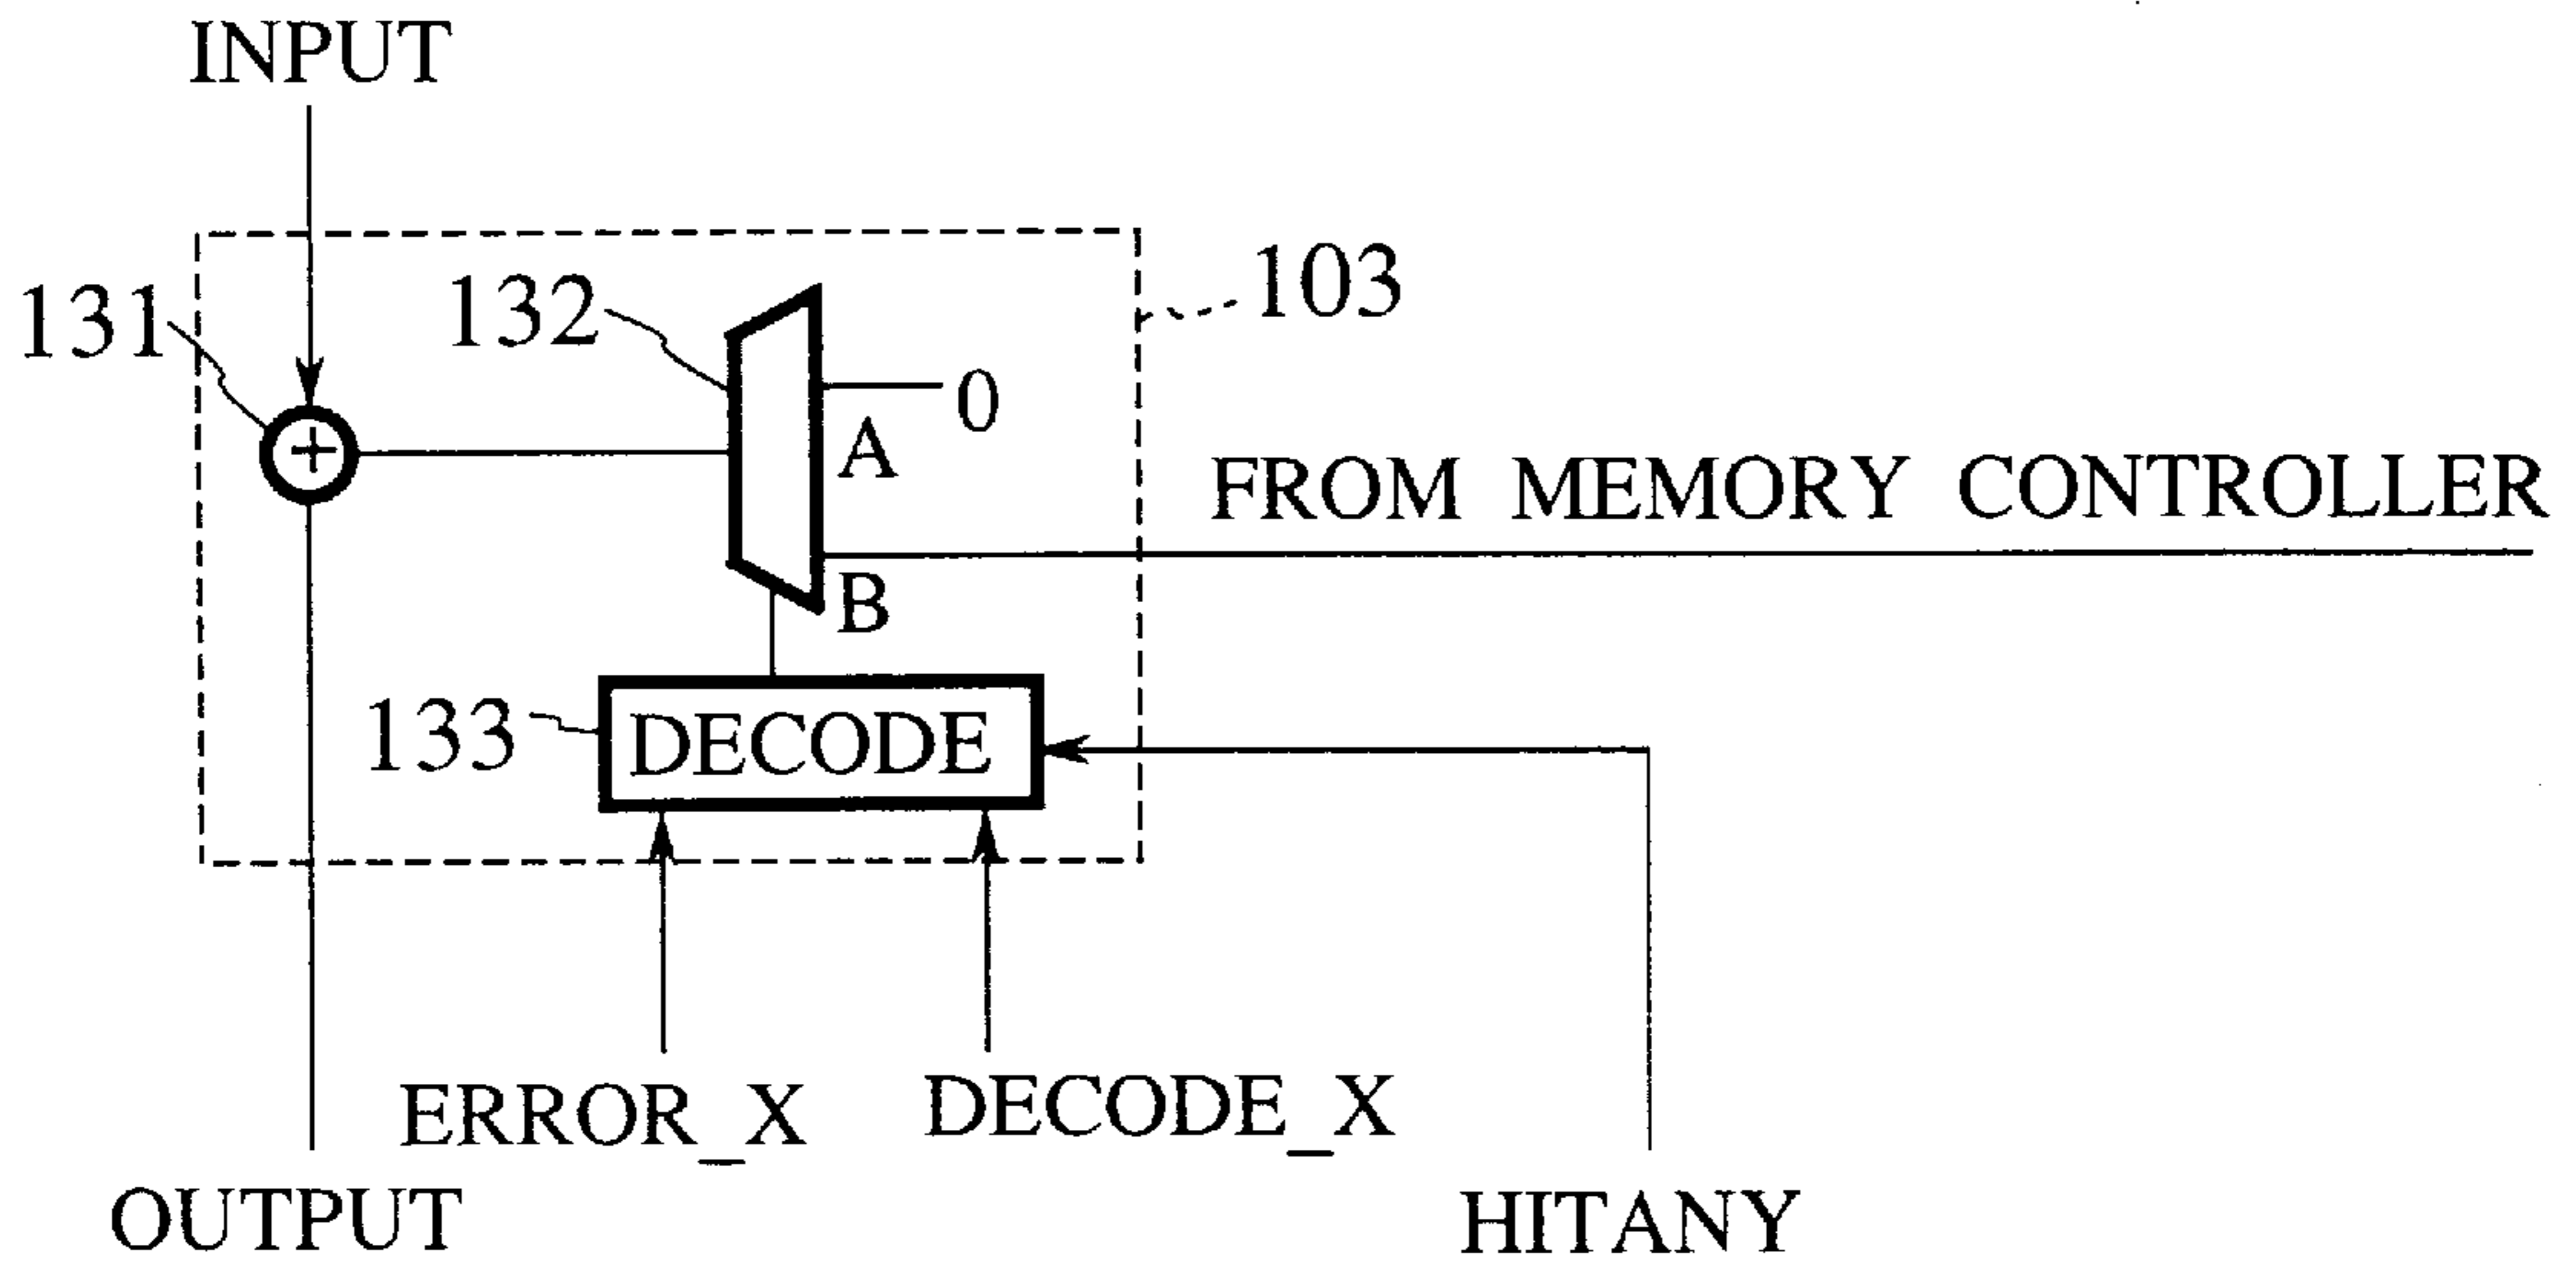 INPUT
103
131
132
0
A
FROM MEMORY CONTROLLER
+
B
133
DECODE
ERROR_X
DECODE_X
OUTPUT
HITANY